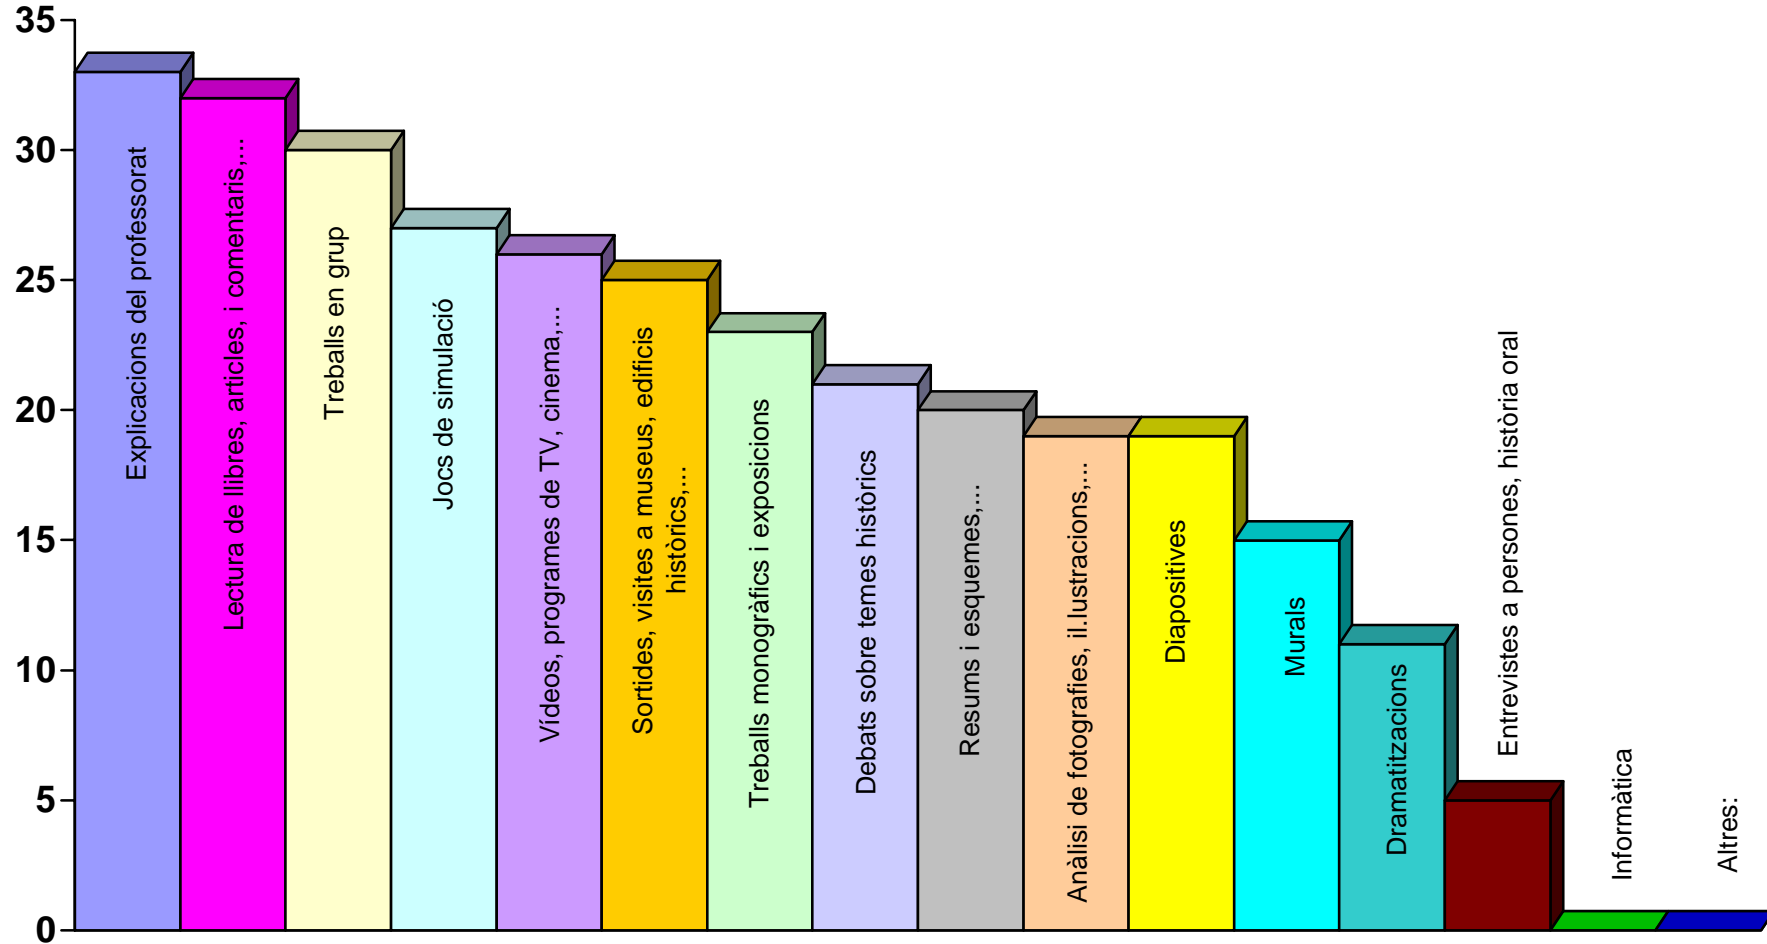 35
30
25
20
15
10
5
0
Explicacions del professorat
Lectura de llibres, articles, i comentaris,...
Treballs en grup
Jocs de simulació
Vídeos, programes de TV, cinema,...
Sortides, visites a museus, edificis
històrics,...
Treballs monogràfics i exposicions
Debats sobre temes històrics
Resums i esquemes,...
Anàlisi de fotografies, il.lustracions,...
Diapositives
Murals
Dramatitzacions
Entrevistes a persones, història oral
Informàtica
Altres: